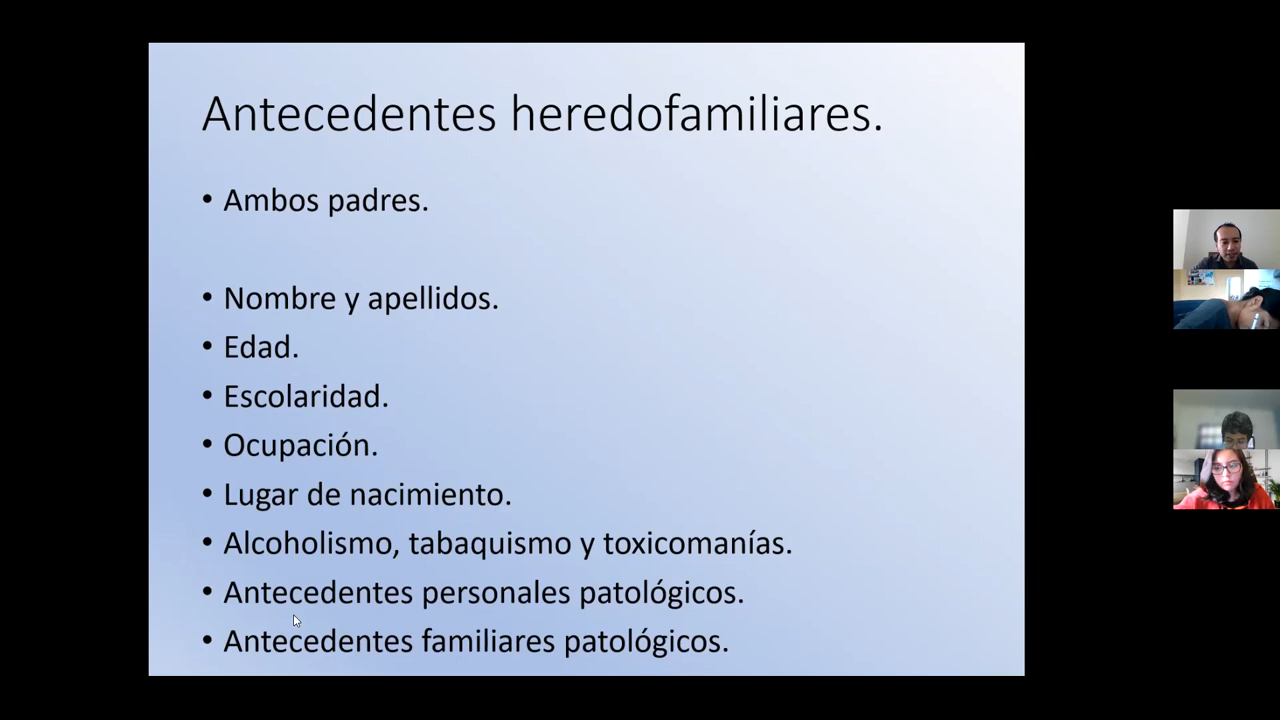 Antecedentes heredofamiliares.
• Ambos padres.
• Nombre y apellidos.
• Edad.
• Escolaridad.
• Ocupación.
• Lugar de nacimiento.
• Alcoholismo, tabaquismo y toxicomanías.
• Antecedentes personales patológicos.
• Antecedentes familiares patológicos.